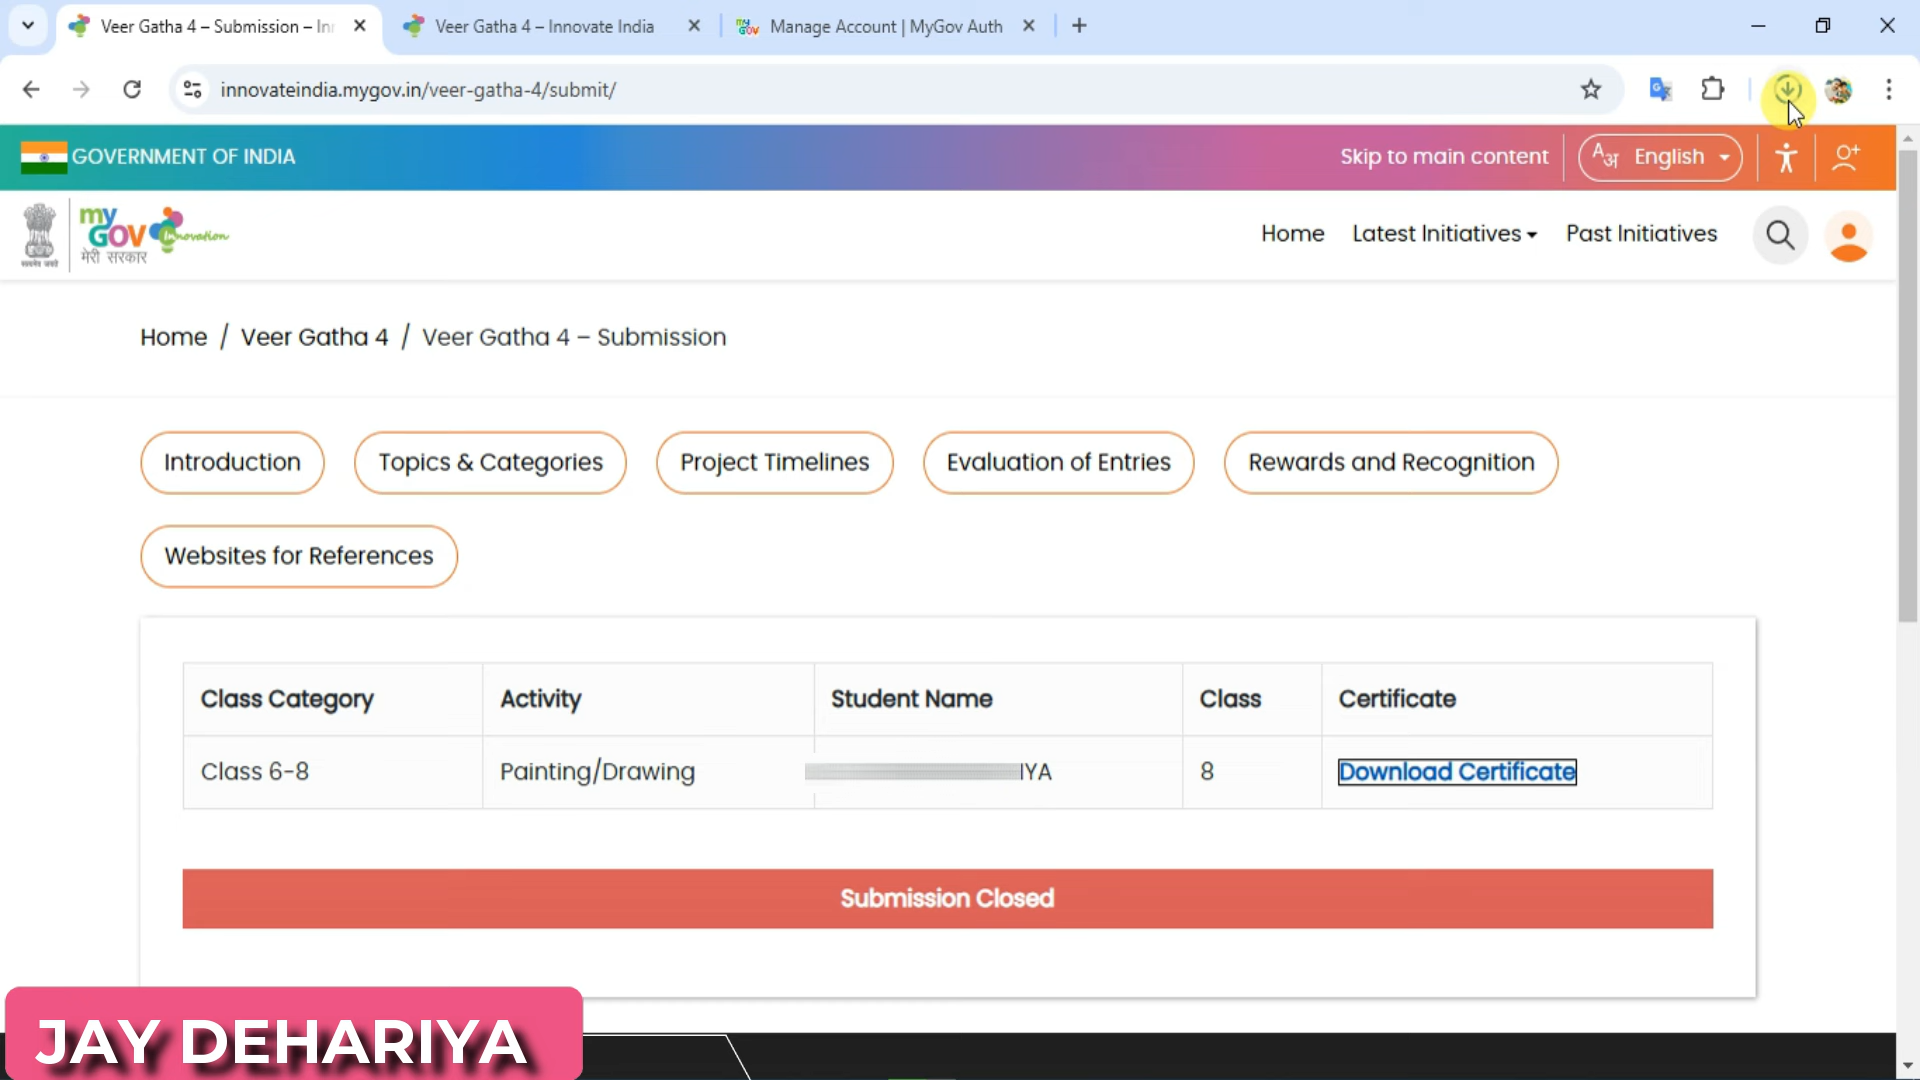 Veer Gatha 4 – Submission – In
Veer Gatha 4 – Innovate India
Manage Account | MyGov Auth
innovateindia.mygov.in/veer-gatha-4/submit/
GOVERNMENT OF INDIA
Skip to main content
English
my GOV Innovation
मेरी सरकार
Home
Latest Initiatives
Past Initiatives
Home / Veer Gatha 4 / Veer Gatha 4 – Submission
Introduction
Topics & Categories
Project Timelines
Evaluation of Entries
Rewards and Recognition
Websites for References
Class Category
Activity
Student Name
Class
Certificate
Class 6-8
Painting/Drawing
IYA
8
Download Certificate
Submission Closed
JAY DEHARIYA